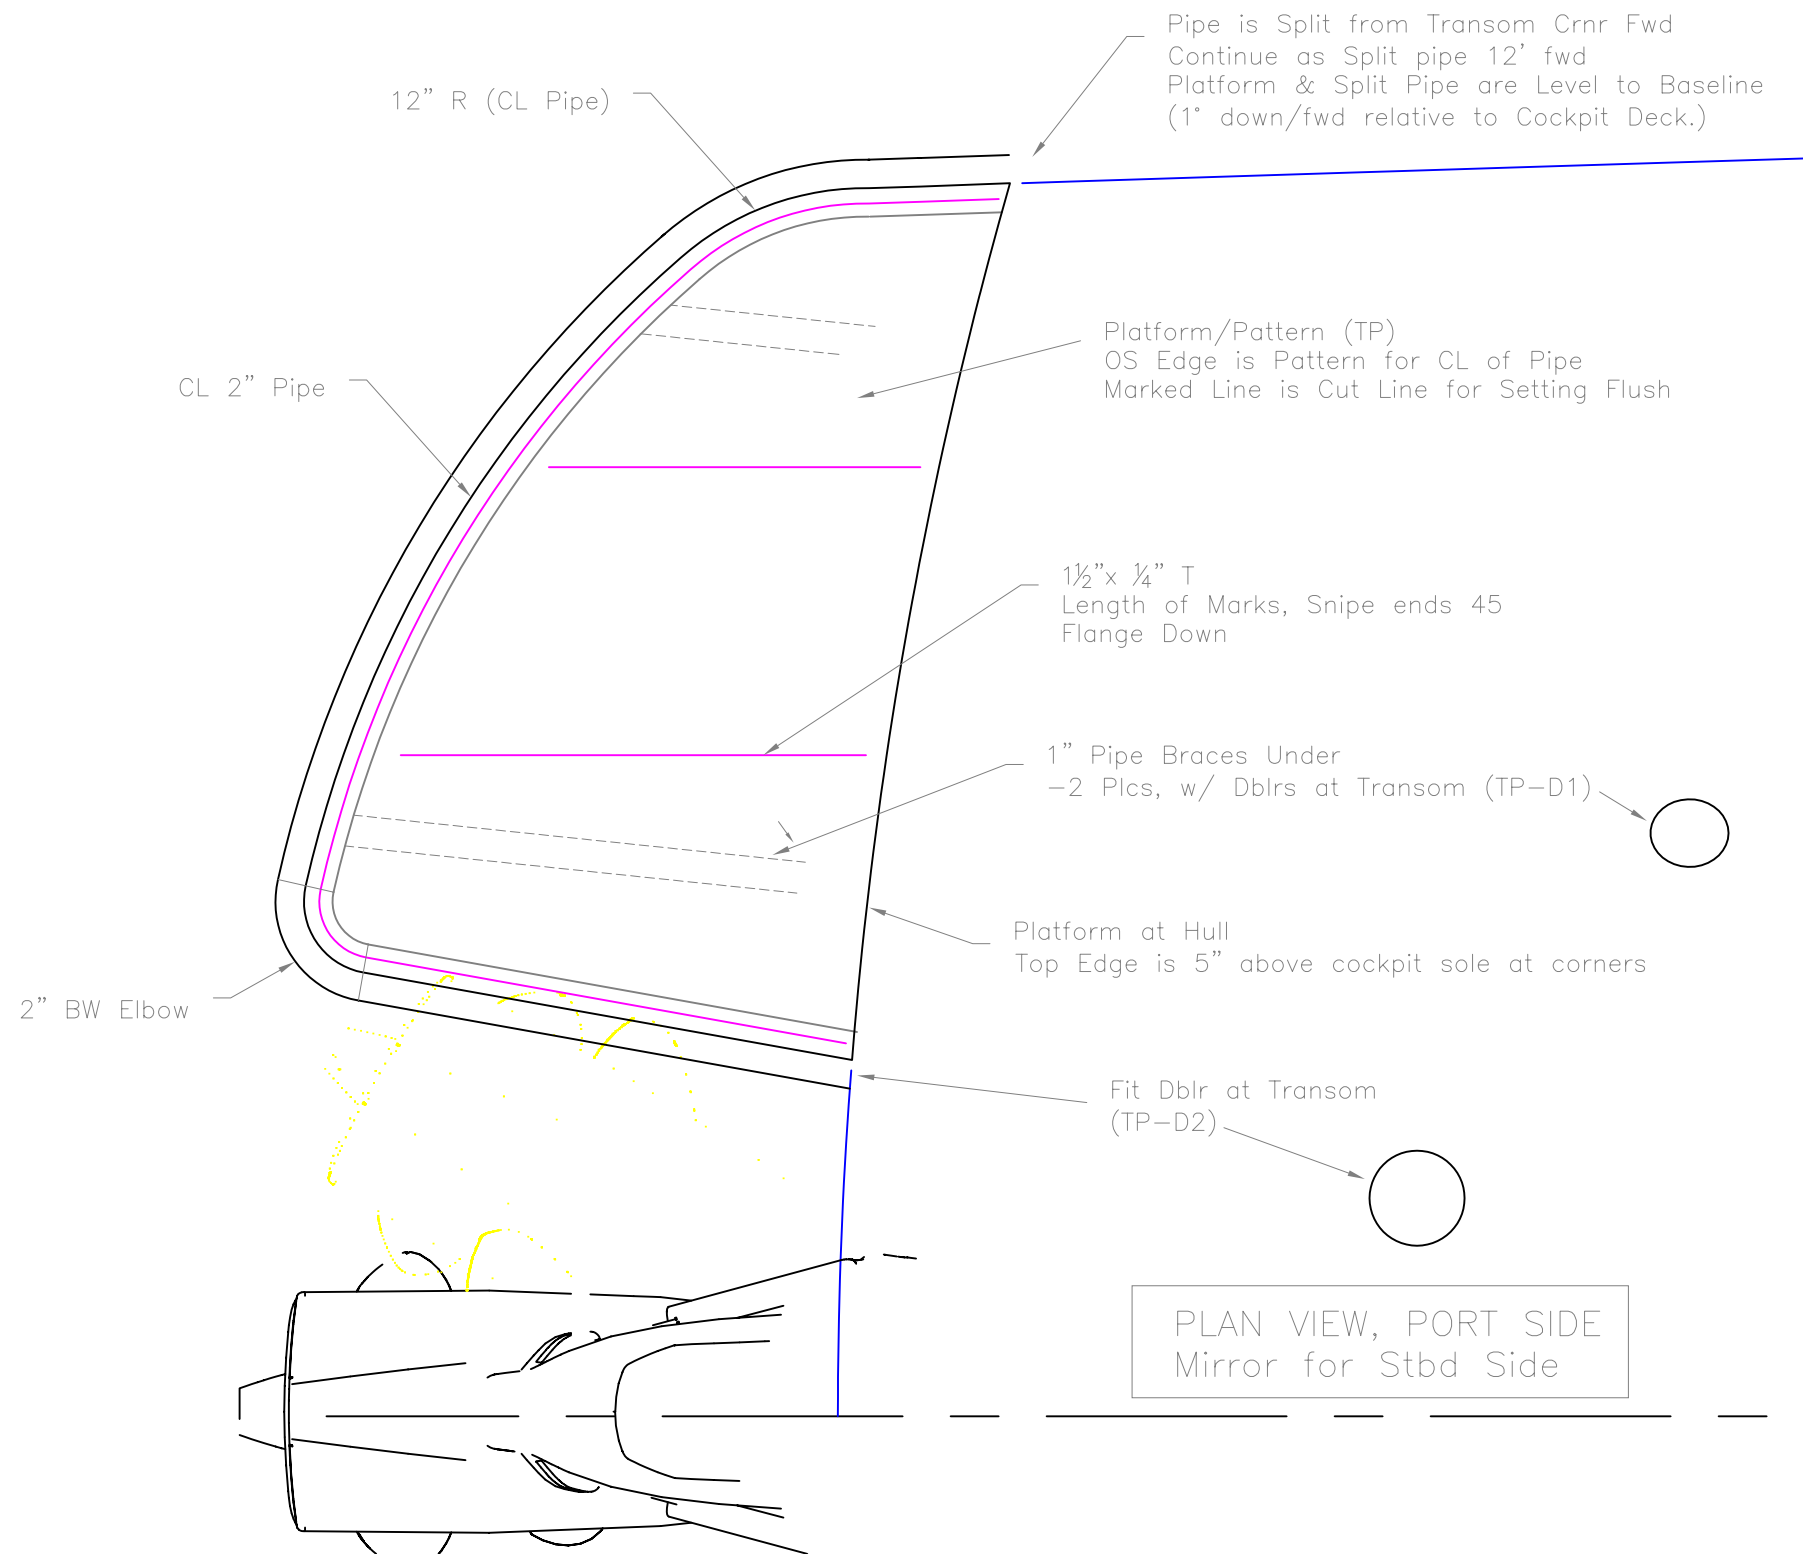 Pipe is Split from Transom Crnr Fwd
Continue as Split pipe 12' fwd
Platform & Split Pipe are Level to Baseline
(1° down/fwd relative to Cockpit Deck.)
12” R (CL Pipe)
Platform/Pattern (TP)
OS Edge is Pattern for CL of Pipe
Marked Line is Cut Line for Setting Flush
CL 2” Pipe
1½”x ¼” T
Length of Marks, Snipe ends 45
Flange Down
1” Pipe Braces Under
-2 Plcs, w/ Dblrs at Transom (TP-D1)
Platform at Hull
Top Edge is 5” above cockpit sole at corners
2” BW Elbow
Fit Dblr at Transom
(TP-D2)
PLAN VIEW, PORT SIDE
Mirror for Stbd Side